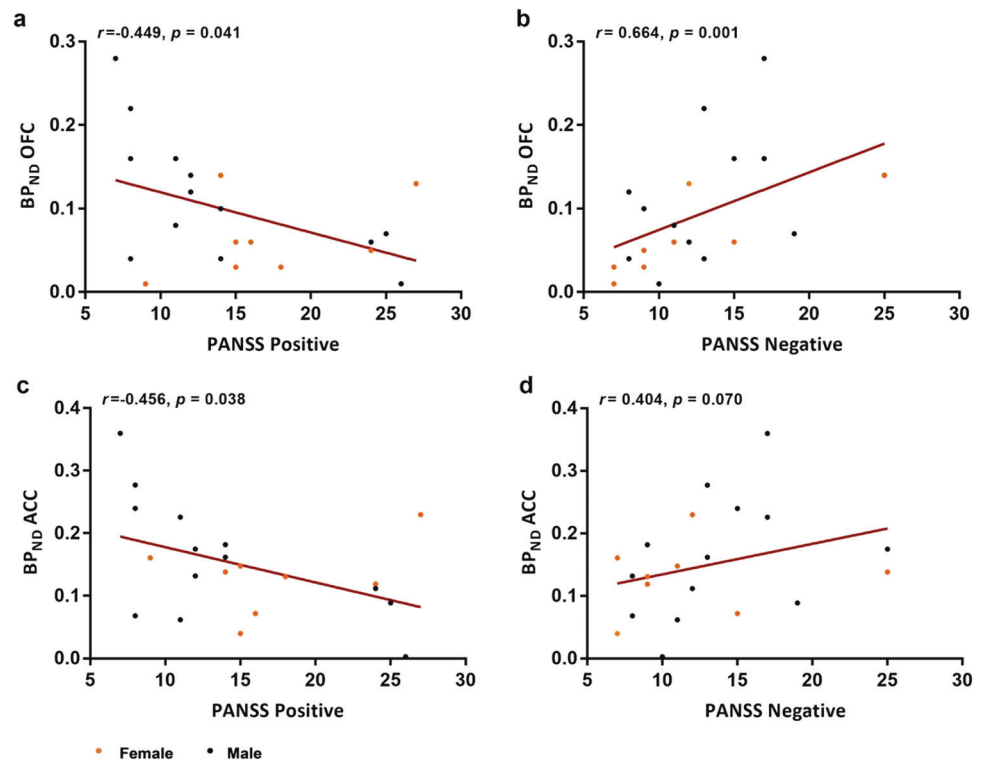 a
r=-0.449, p = 0.041
0.3
0.2
0.1
0.0
BPND OFC
5 10 15 20 25 30
PANSS Positive
b
r= 0.664, p = 0.001
0.3
0.2
0.1
0.0
BPND OFC
5 10 15 20 25 30
PANSS Negative
c
r=-0.456, p = 0.038
0.4
0.3
0.2
0.1
0.0
BPND ACC
5 10 15 20 25 30
PANSS Positive
d
r= 0.404, p = 0.070
0.4
0.3
0.2
0.1
0.0
BPND ACC
5 10 15 20 25 30
PANSS Negative
Female Male